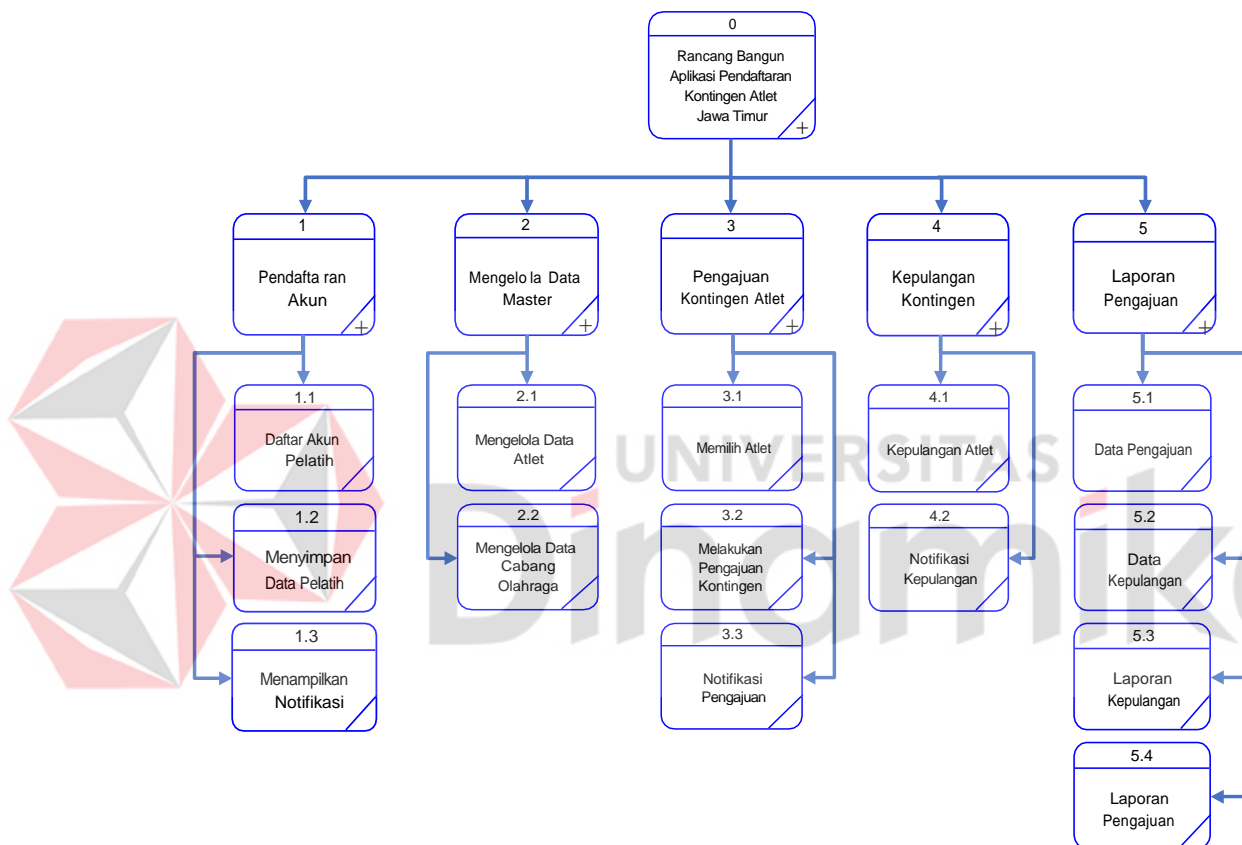 0
Rancang Bangun
Aplikasi Pendaftaran
Kontingen Atlet
Jawa Timur
+
1
Pendafta ran
Akun
+
2
Mengelo la Data
Master
+
3
Pengajuan
Kontingen Atlet
+
4
Kepulangan
Kontingen
+
5
Laporan
Pengajuan
+
1.1
Daftar Akun
Pelatih
2.1
Mengelola Data
Atlet
3.1
Memilih Atlet
4.1
Kepulangan Atlet
5.1
Data Pengajuan
1.2
Menyimpan
Data Pelatih
2.2
Mengelola Data
Cabang
Olahraga
3.2
Melakukan
Pengajuan
Kontingen
4.2
Notifikasi
Kepulangan
5.2
Data
Kepulangan
1.3
Menampilkan
Notifikasi
3.3
Notifikasi
Pengajuan
5.3
Laporan
Kepulangan
5.4
Laporan
Pengajuan
UNIVERSITAS
Dinamik